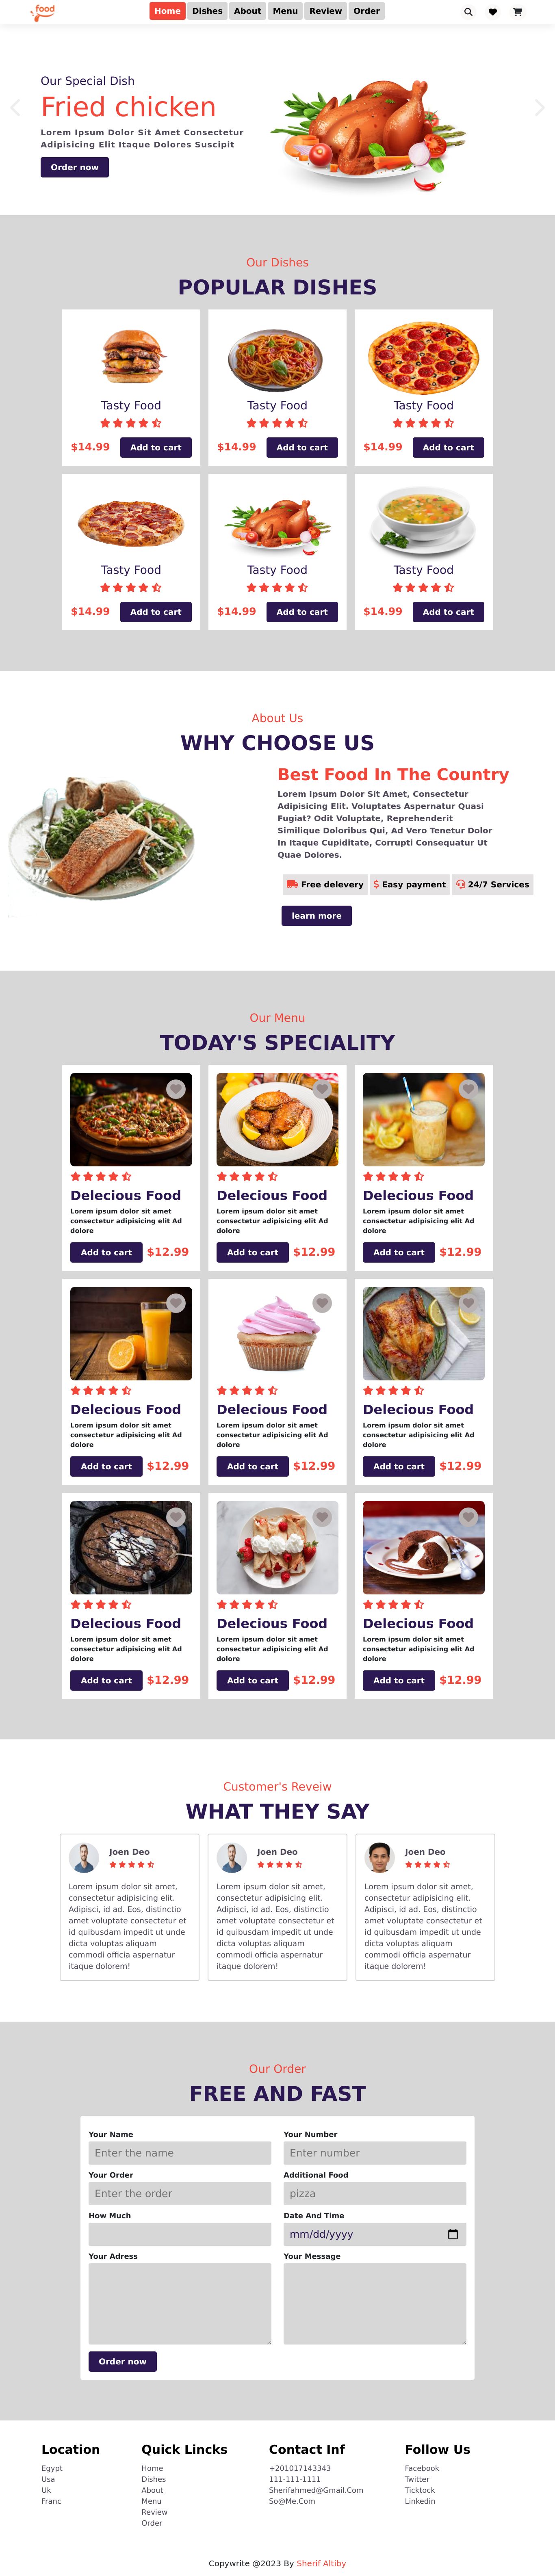 food
Home Dishes About Menu Review Order
Our Special Dish
Fried chicken
Lorem Ipsum Dolor Sit Amet Consectetur
Adipisicing Elit Itaque Dolores Suscipit
Order now
Our Dishes
POPULAR DISHES
Tasty Food Tasty Food Tasty Food
$14.99 Add to cart $14.99 Add to cart $14.99 Add to cart
Tasty Food Tasty Food Tasty Food
$14.99 Add to cart $14.99 Add to cart $14.99 Add to cart
About Us
WHY CHOOSE US
Best Food In The Country
Lorem Ipsum Dolor Sit Amet, Consectetur
Adipisicing Elit. Voluptates Aspernatur Quasi
Fugiat? Odit Voluptate, Reprehenderit
Similique Doloribus Qui, Ad Vero Tenetur Dolor
In Itaque Cupiditate, Corrupti Consequatur Ut
Quae Dolores.
Free delevery Easy payment 24/7 Services
learn more
Our Menu
TODAY'S SPECIALITY
Delecious Food Delecious Food Delecious Food
Lorem ipsum dolor sit amet Lorem ipsum dolor sit amet Lorem ipsum dolor sit amet
consectetur adipisicing elit Ad consectetur adipisicing elit Ad consectetur adipisicing elit Ad
dolore dolore dolore
Add to cart $12.99 Add to cart $12.99 Add to cart $12.99
Delecious Food Delecious Food Delecious Food
Lorem ipsum dolor sit amet Lorem ipsum dolor sit amet Lorem ipsum dolor sit amet
consectetur adipisicing elit Ad consectetur adipisicing elit Ad consectetur adipisicing elit Ad
dolore dolore dolore
Add to cart $12.99 Add to cart $12.99 Add to cart $12.99
Delecious Food Delecious Food Delecious Food
Lorem ipsum dolor sit amet Lorem ipsum dolor sit amet Lorem ipsum dolor sit amet
consectetur adipisicing elit Ad consectetur adipisicing elit Ad consectetur adipisicing elit Ad
dolore dolore dolore
Add to cart $12.99 Add to cart $12.99 Add to cart $12.99
Customer's Reveiw
WHAT THEY SAY
Joen Deo
Lorem ipsum dolor sit amet,
consectetur adipisicing elit.
Adipisci, id ad. Eos, distinctio
amet voluptate consectetur et
id quibusdam impedit ut unde
dicta voluptas aliquam
commodi officia aspernatur
itaque dolorem!
Joen Deo
Lorem ipsum dolor sit amet,
consectetur adipisicing elit.
Adipisci, id ad. Eos, distinctio
amet voluptate consectetur et
id quibusdam impedit ut unde
dicta voluptas aliquam
commodi officia aspernatur
itaque dolorem!
Joen Deo
Lorem ipsum dolor sit amet,
consectetur adipisicing elit.
Adipisci, id ad. Eos, distinctio
amet voluptate consectetur et
id quibusdam impedit ut unde
dicta voluptas aliquam
commodi officia aspernatur
itaque dolorem!
Our Order
FREE AND FAST
Your Name Your Number
Enter the name Enter number
Your Order Additional Food
Enter the order pizza
How Much Date And Time
mm/dd/yyyy
Your Adress Your Message
Order now
Location
Egypt
Usa
Uk
Franc
Quick Lincks
Home
Dishes
About
Menu
Review
Order
Contact Inf
+201017143343
111-111-1111
Sherifahmed@Gmail.Com
So@Me.Com
Follow Us
Facebook
Twitter
Ticktock
Linkedin
Copywrite @2023 By Sherif Altiby